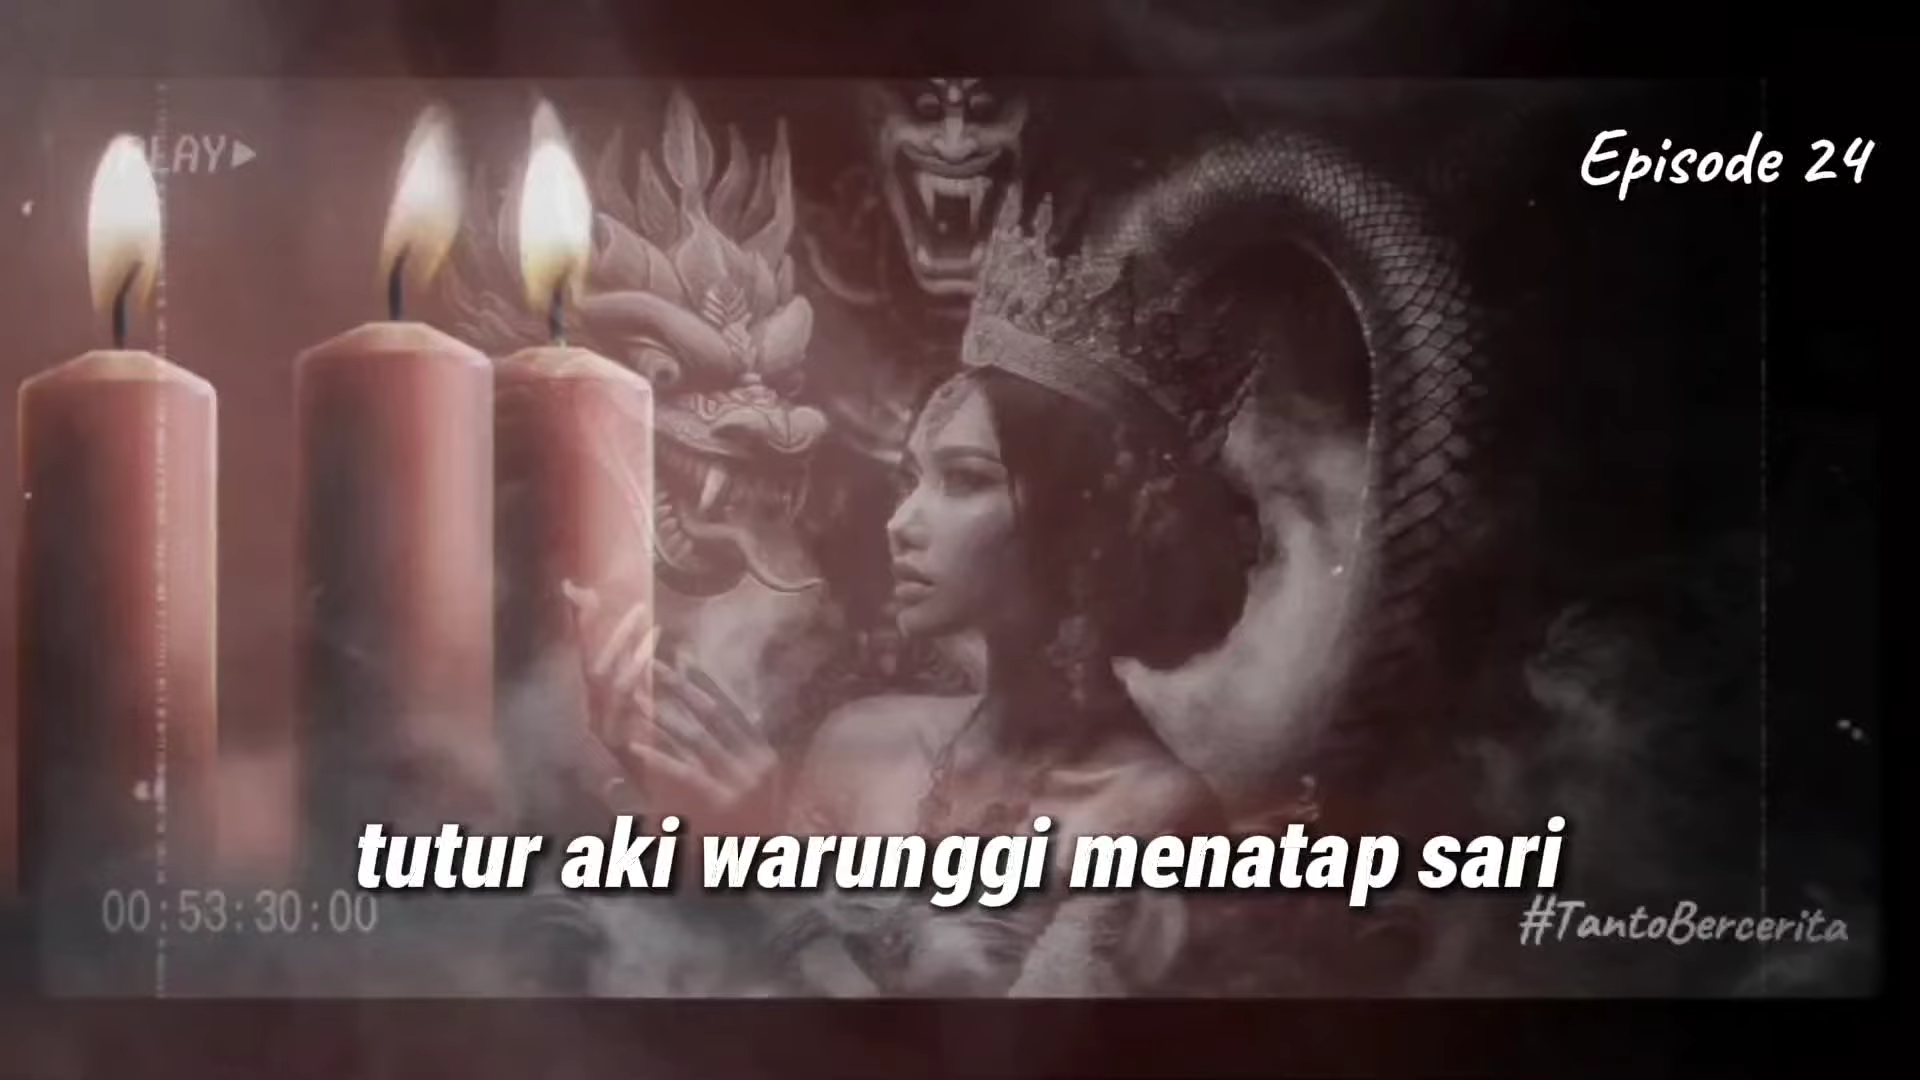 PLAY
Episode 24
tutur aki warunggi menatap sari
00:53:30:00
#TantoBercerita